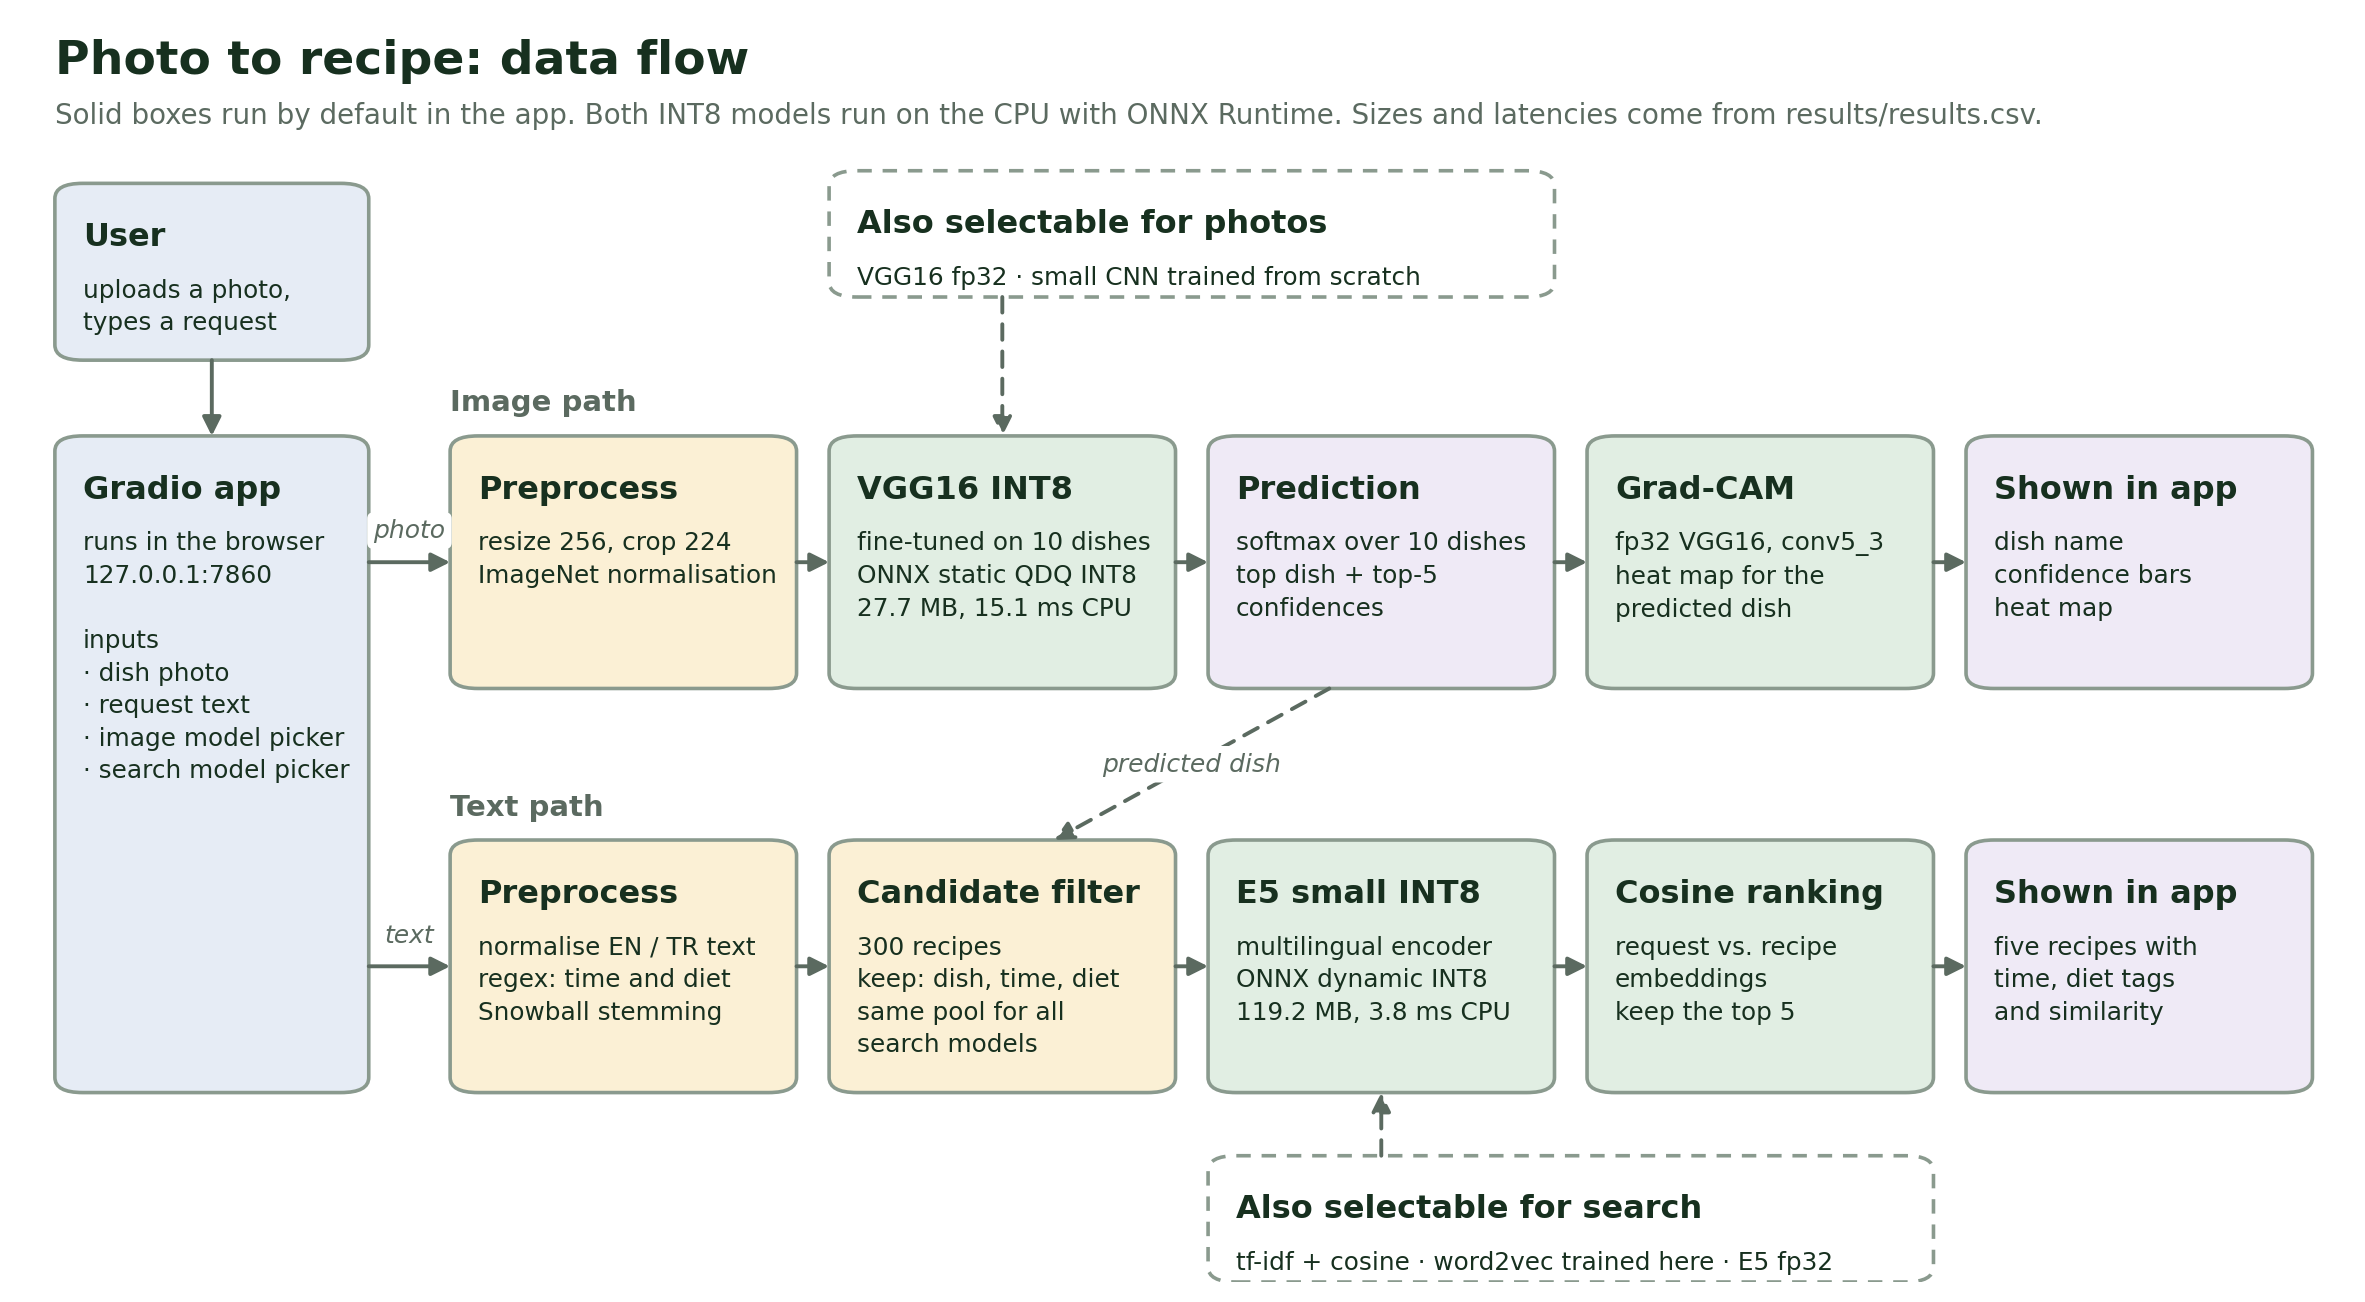 Photo to recipe: data flow
Solid boxes run by default in the app. Both INT8 models run on the CPU with ONNX Runtime. Sizes and latencies come from results/results.csv.
User
uploads a photo,
types a request
Also selectable for photos
VGG16 fp32 · small CNN trained from scratch
Gradio app
runs in the browser
127.0.0.1:7860
inputs
· dish photo
· request text
· image model picker
· search model picker
photo
Image path
Preprocess
resize 256, crop 224
ImageNet normalisation
VGG16 INT8
fine-tuned on 10 dishes
ONNX static QDQ INT8
27.7 MB, 15.1 ms CPU
Prediction
softmax over 10 dishes
top dish + top-5
confidences
Grad-CAM
fp32 VGG16, conv5_3
heat map for the
predicted dish
Shown in app
dish name
confidence bars
heat map
predicted dish
text
Text path
Preprocess
normalise EN / TR text
regex: time and diet
Snowball stemming
Candidate filter
300 recipes
keep: dish, time, diet
same pool for all
search models
E5 small INT8
multilingual encoder
ONNX dynamic INT8
119.2 MB, 3.8 ms CPU
Cosine ranking
request vs. recipe
embeddings
keep the top 5
Shown in app
five recipes with
time, diet tags
and similarity
Also selectable for search
tf-idf + cosine · word2vec trained here · E5 fp32